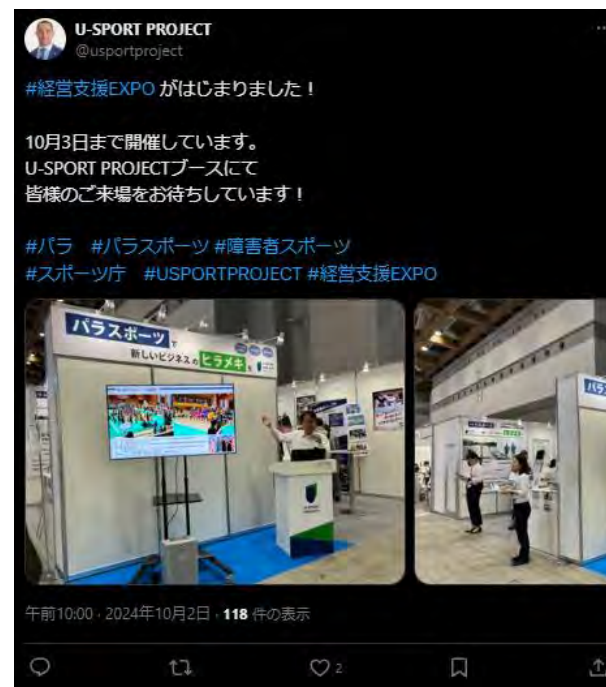 U-SPORT PROJECT
@usportproject
#経営支援EXPO がはじまりました！
10月3日まで開催しています。
U-SPORT PROJECTブースにて
皆様のご来場をお待ちしています！
#パラ #パラスポーツ #障害者スポーツ
#スポーツ庁 #USPORTPROJECT #経営支援EXPO
パラスポーツで
新しいビジネスのヒラメキを
午前10:00 · 2024年10月2日 · 118 件の表示
2